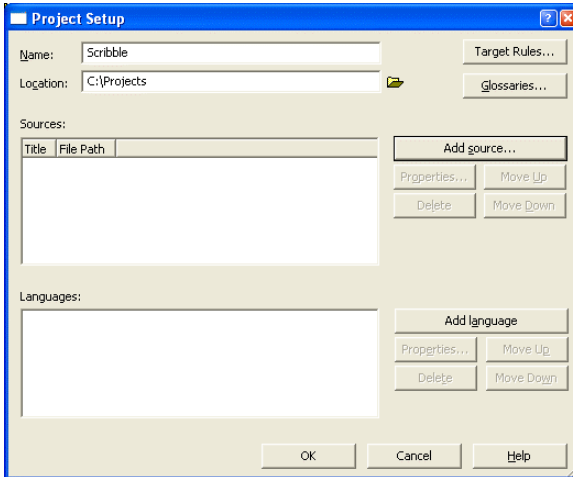 Project Setup
Name: Scribble Target Rules...
Location: C:\Projects Glossaries...
Sources:
Title File Path Add source...
Properties... Move Up
Delete Move Down
Languages:
Add language
Properties... Move Up
Delete Move Down
OK Cancel Help